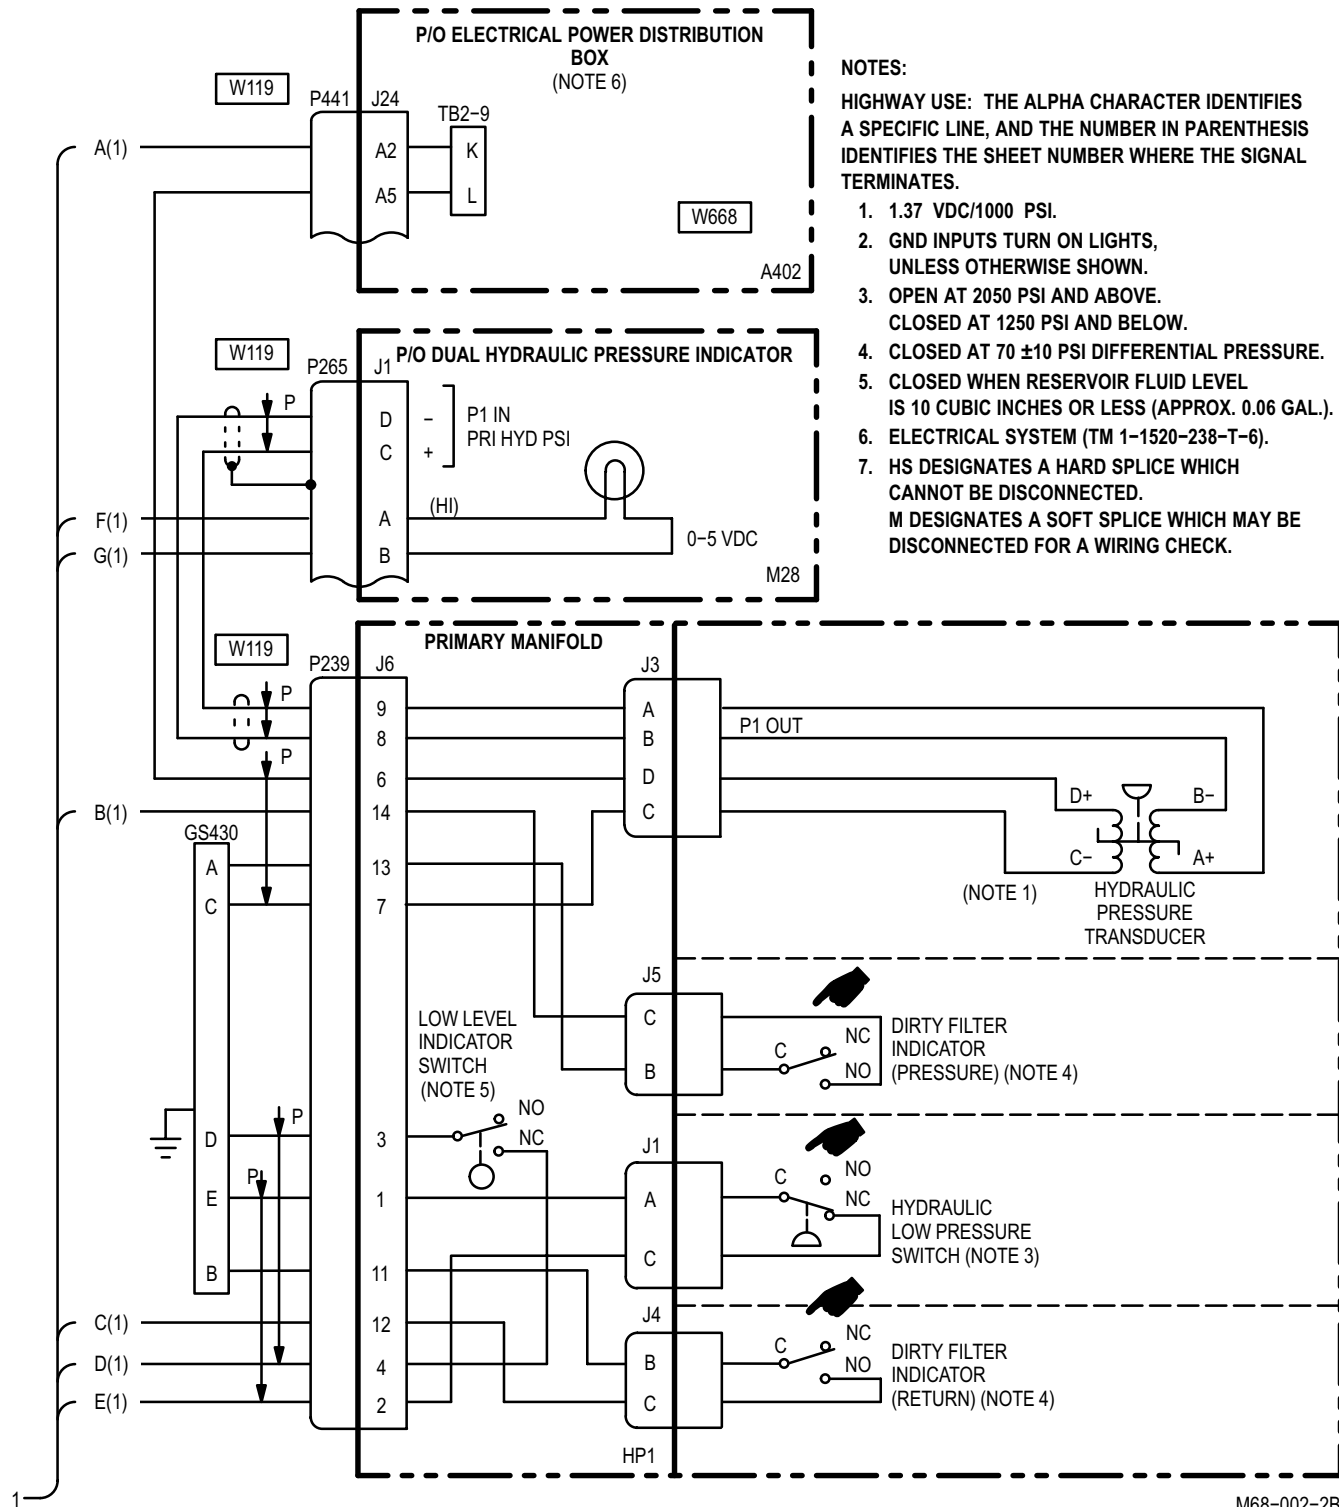 P/O ELECTRICAL POWER DISTRIBUTION
BOX
(NOTE 6)
W119
P441
J24
TB2−9
A(1)
A2
K
A5
L
W668
A402
NOTES:
HIGHWAY USE: THE ALPHA CHARACTER IDENTIFIES
A SPECIFIC LINE, AND THE NUMBER IN PARENTHESIS
IDENTIFIES THE SHEET NUMBER WHERE THE SIGNAL
TERMINATES.
1. 1.37 VDC/1000 PSI.
2. GND INPUTS TURN ON LIGHTS,
UNLESS OTHERWISE SHOWN.
3. OPEN AT 2050 PSI AND ABOVE.
CLOSED AT 1250 PSI AND BELOW.
4. CLOSED AT 70 ±10 PSI DIFFERENTIAL PRESSURE.
5. CLOSED WHEN RESERVOIR FLUID LEVEL
IS 10 CUBIC INCHES OR LESS (APPROX. 0.06 GAL.).
6. ELECTRICAL SYSTEM (TM 1−1520−238−T−6).
7. HS DESIGNATES A HARD SPLICE WHICH
CANNOT BE DISCONNECTED.
M DESIGNATES A SOFT SPLICE WHICH MAY BE
DISCONNECTED FOR A WIRING CHECK.
W119
P265
J1
P/O DUAL HYDRAULIC PRESSURE INDICATOR
P
D
−
P1 IN
C
+
PRI HYD PSI
F(1)
A
(HI)
G(1)
B
0−5 VDC
M28
W119
P239
J6
PRIMARY MANIFOLD
J3
P
9
A
P1 OUT
8
B
P
6
D
B(1)
14
C
D+
B−
C−
A+
(NOTE 1)
HYDRAULIC
PRESSURE
TRANSDUCER
GS430
A
13
C
7
J5
LOW LEVEL
INDICATOR
SWITCH
(NOTE 5)
C
B
C
NC
NO
DIRTY FILTER
INDICATOR
(PRESSURE) (NOTE 4)
P
D
3
NO
NC
J1
P
E
1
A
C
NO
NC
HYDRAULIC
LOW PRESSURE
SWITCH (NOTE 3)
C
B
11
J4
C(1)
12
D(1)
4
B
E(1)
2
C
C
NC
NO
DIRTY FILTER
INDICATOR
(RETURN) (NOTE 4)
HP1
1
M68−002−2B